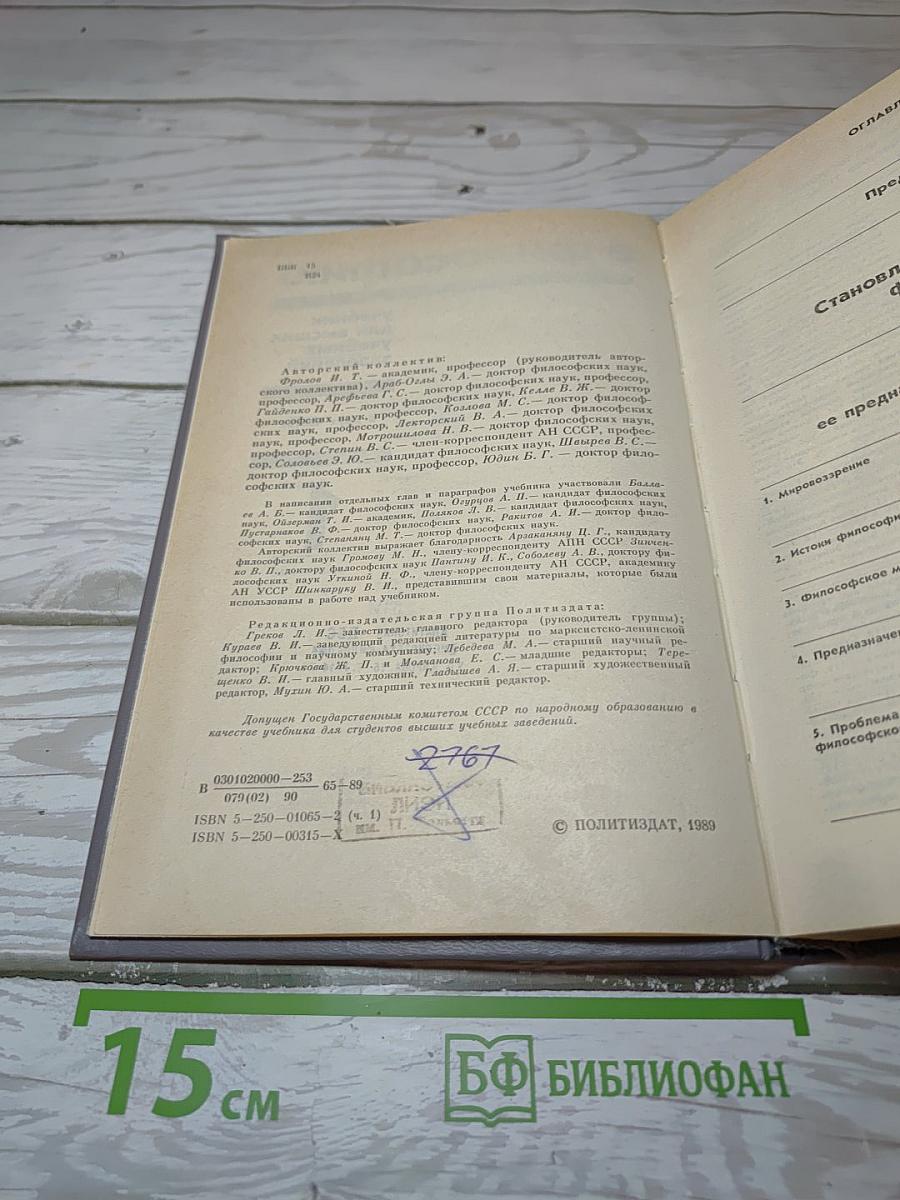 ББК 15
Авторский коллектив:
Фролов И. Т. — академик, профессор (руководитель автор-
ского коллектива), Араб-Оглы Э. А.— доктор философских наук,
профессор, Арефьева Г. С.— доктор философских наук, профессор,
Гайденко П. П.— доктор философских наук, Келле В. Ж.— доктор
философских наук, профессор, Козлова М. С.— доктор философ-
ских наук, профессор, Лекторский В. А.— доктор философских
наук, профессор, Мотрошилова Н. В.— доктор философских наук,
профессор, Степин В. С.— член-корреспондент АН СССР, профес-
сор, Соловьев Э. Ю.— кандидат философских наук, Швырев В. С.—
доктор философских наук, профессор, Юдин Б. Г. — доктор фило-
софских наук.
В написании отдельных глав и параграфов учебника участвовали Балла-
ев А. Б.— кандидат философских наук, Огурцов А. П.— кандидат философских
наук, Ойзерман Т. И.— академик, Поляков Л. В.— кандидат философских наук,
Пустарнаков В. Ф.— доктор философских наук, Ракитов А. И.— доктор фило-
софских наук, Степанянц М. Т.— доктор философских наук.
Авторский коллектив выражает благодарность Арзаканяну Ц. Г., кандидату
философских наук Громову М. Н., члену-корреспонденту АПН СССР Зинчен-
ко В. П., доктору философских наук Пантину И. К., Соболеву А. В., доктору фи-
лософских наук Уткиной Н. Ф., члену-корреспонденту АН СССР, академику
АН УССР Шинкаруку В. И., представившим свои материалы, которые были
использованы в работе над учебником.
Редакционно-издательская группа Политиздата:
Греков Л. И.— заместитель главного редактора (руководитель группы);
Кураев В. И.— заведующий редакцией литературы по марксистско-ленинской
философии и научному коммунизму; Лебедева М. А.— старший научный ре-
дактор; Крючкова Ж. П. и Молчанова Е. С.— младшие редакторы; Тере-
щенко В. И.— главный художник, Гладышев А. Я.— старший художественный
редактор, Мухин Ю. А.— старший технический редактор.
Допущен Государственным комитетом СССР по народному образованию в
качестве учебника для студентов высших учебных заведений.
2767
В 0301020000—253 65—89
079(02) 90
ISBN 5—250—01065—2 (ч. 1)
ISBN 5—250—00315—X
© ПОЛИТИЗДАТ, 1989
ОГЛАВЛ
Пред
Становл
ф
ее предна
1. Мировоззрение
2. Истоки философи
3. Философское м
4. Предназначен
5. Проблема
философско
15 см
БФ БИБЛИОФАН